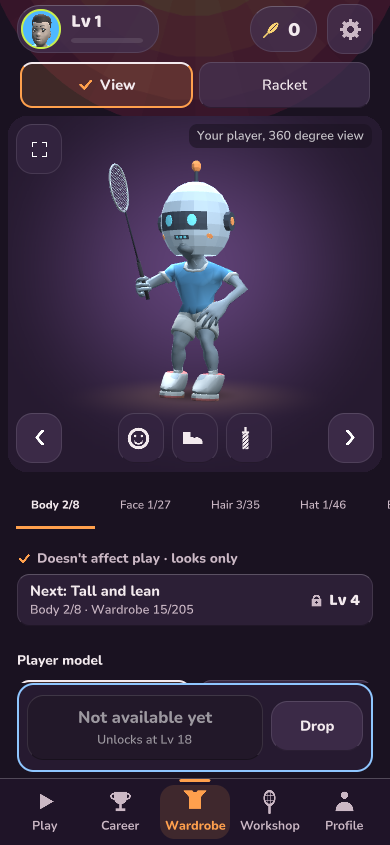 Lv 1
0
View
Racket
Your player, 360 degree view
Body 2/8
Face 1/27
Hair 3/35
Hat 1/46
Doesn't affect play · looks only
Next: Tall and lean
Body 2/8 · Wardrobe 15/205
Lv 4
Player model
Not available yet
Unlocks at Lv 18
Drop
Play
Career
Wardrobe
Workshop
Profile